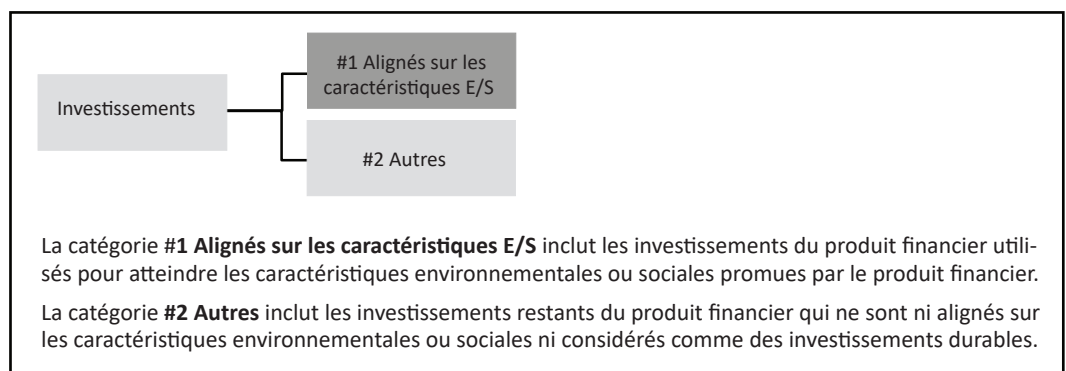 #1 Alignés sur les
caractéristiques E/S
Investissements
#2 Autres
La catégorie #1 Alignés sur les caractéristiques E/S inclut les investissements du produit financier utili-
sés pour atteindre les caractéristiques environnementales ou sociales promues par le produit financier.
La catégorie #2 Autres inclut les investissements restants du produit financier qui ne sont ni alignés sur
les caractéristiques environnementales ou sociales ni considérés comme des investissements durables.